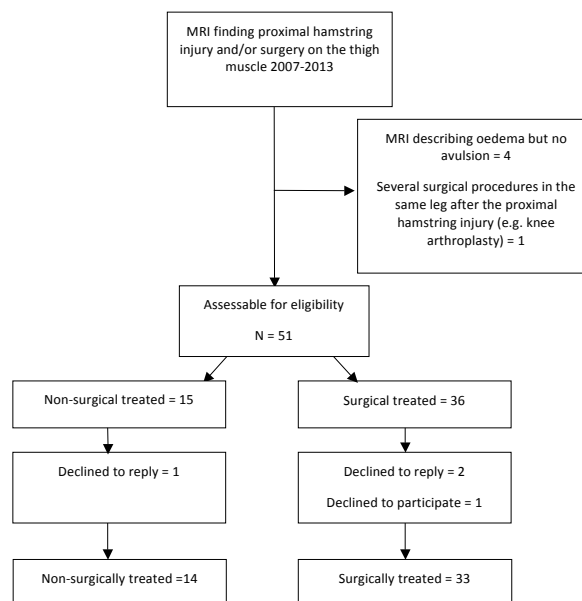 MRI finding proximal hamstring
injury and/or surgery on the thigh
muscle 2007-2013
MRI describing oedema but no
avulsion = 4
Several surgical procedures in the
same leg after the proximal
hamstring injury (e.g. knee
arthroplasty) = 1
Assessable for eligibility
N = 51
Non-surgical treated = 15
Surgical treated = 36
Declined to reply = 1
Declined to reply = 2
Declined to participate = 1
Non-surgically treated =14
Surgically treated = 33